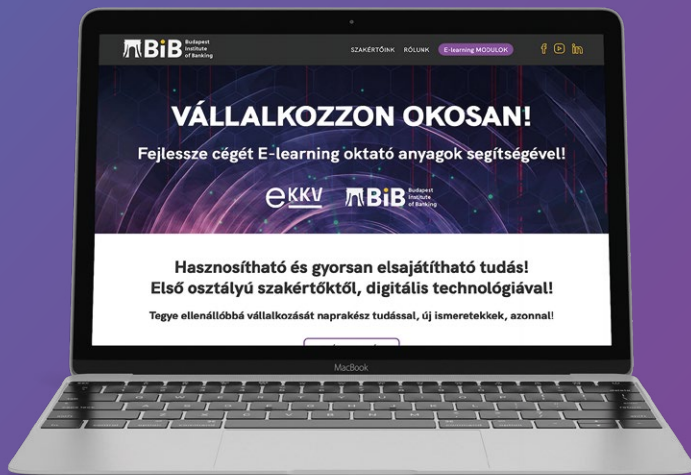 BiB Budapest
Institute
of Banking
SZAKÉRTŐINK RÓLUNK E-learning MODULOK
VÁLLALKOZZON OKOSAN!
Fejlessze cégét E-learning oktató anyagok segítségével!
eKKV BiB Budapest
Institute
of Banking
Hasznosítható és gyorsan elsajátítható tudás!
Első osztályú szakértőktől, digitális technológiával!
Tegye ellenállóbbá vállalkozását naprakész tudással, új ismeretekkek, azonnal!
MacBook